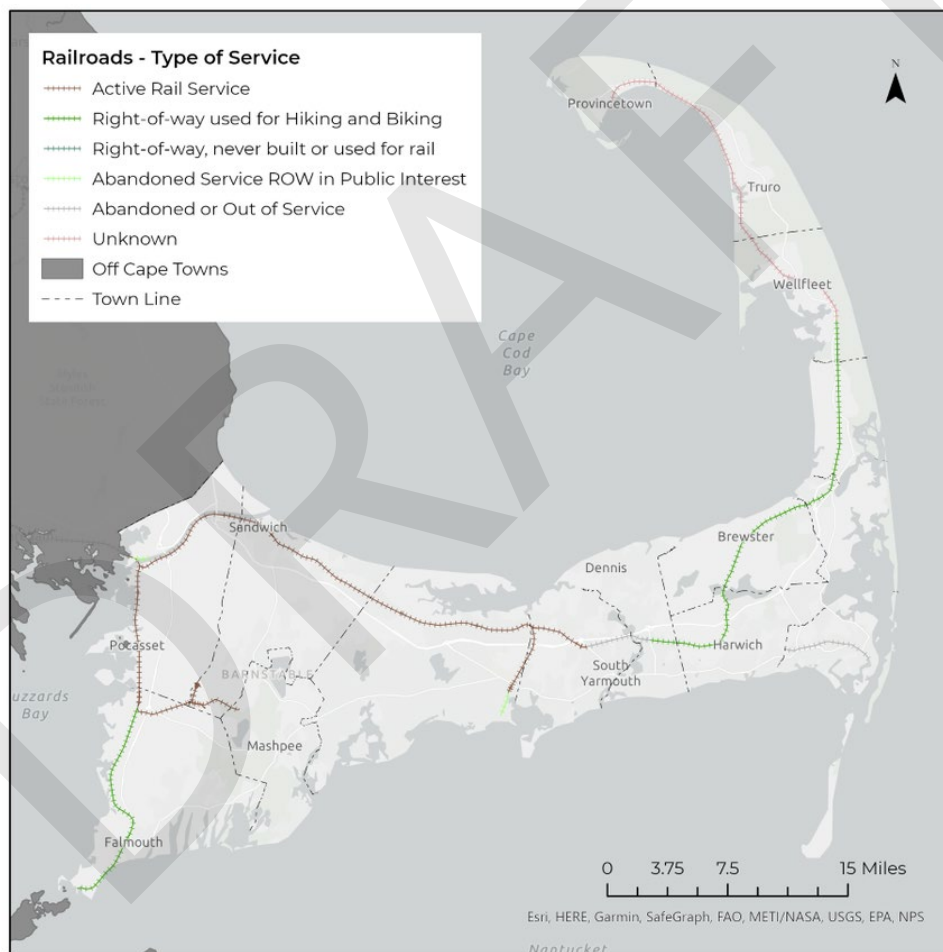 Railroads - Type of Service
Active Rail Service
Right-of-way used for Hiking and Biking
Right-of-way, never built or used for rail
Abandoned Service ROW in Public Interest
Abandoned or Out of Service
Unknown
Off Cape Towns
Town Line
N
Provincetown
Truro
Wellfleet
Cape
Cod
Bay
Sandwich
Brewster
Dennis
Pocasset
Harwich
BARNSTABLE
South
Yarmouth
uzzards
Bay
Mashpee
Falmouth
0 3.75 7.5 15 Miles
Esri, HERE, Garmin, SafeGraph, FAO, METI/NASA, USGS, EPA, NPS
Nantucket
DRAFT